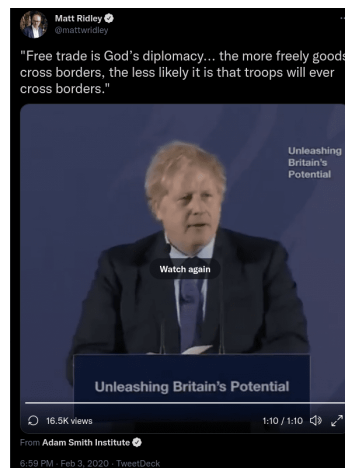 Matt Ridley
@mattwridley
"Free trade is God's diplomacy... the more freely goods
cross borders, the less likely it is that troops will ever
cross borders."
Unleashing
Britain's
Potential
Watch again
Unleashing Britain's Potential
16.5K views
1:10 / 1:10
From Adam Smith Institute
6:59 PM · Feb 3, 2020 · TweetDeck